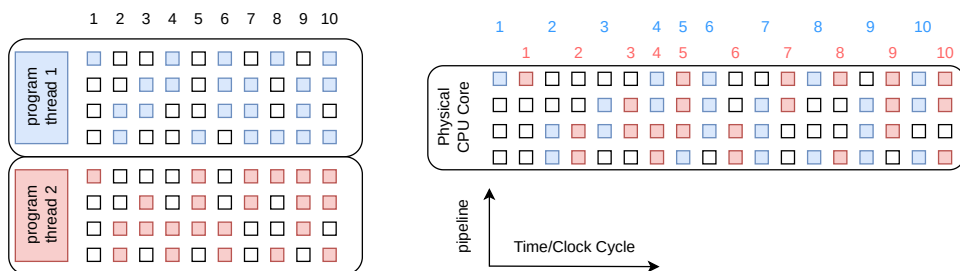 1 2 3 4 5 6 7 8 9 10
program
thread 1
program
thread 2
1 2 3 4 5 6 7 8 9 10
1 2 3 4 5 6 7 8 9 10
Physical
CPU Core
pipeline
Time/Clock Cycle